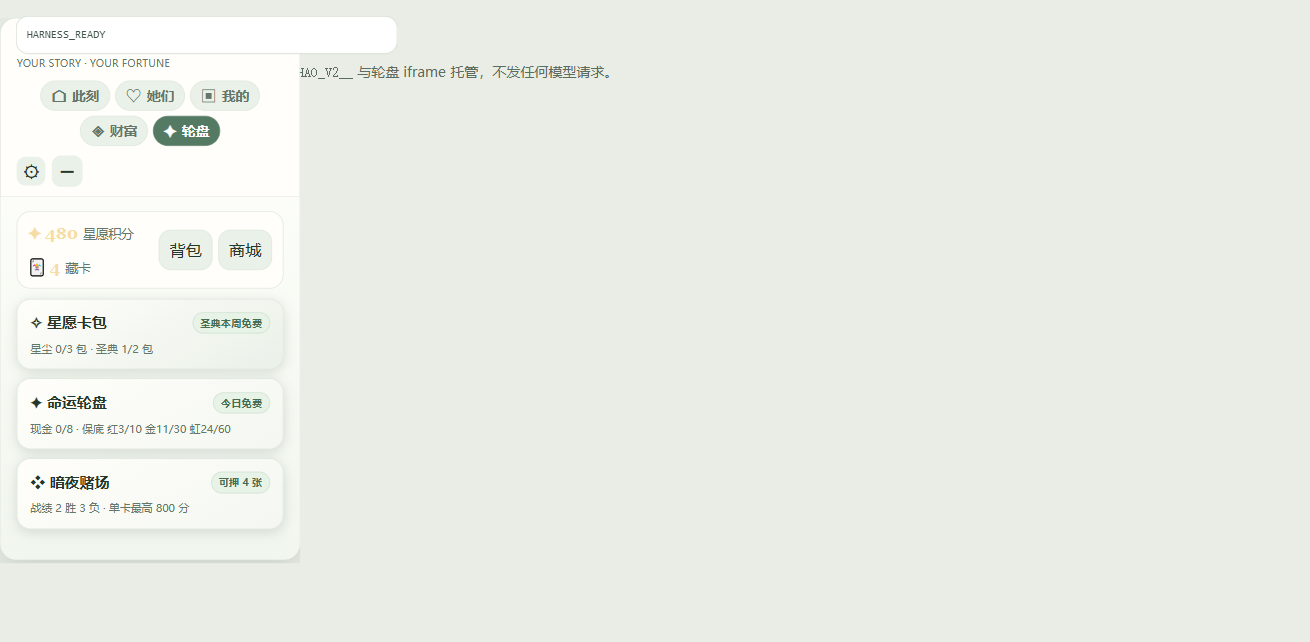 HARNESS_READY
YOUR STORY · YOUR FORTUNE
HAO_V2__ 与轮盘 iframe 托管，不发任何模型请求。
此刻 她们 我的
财富 轮盘
480 星愿积分
4 藏卡
背包 商城
星愿卡包 圣典本周免费
星尘 0/3 包 · 圣典 1/2 包
命运轮盘 今日免费
现金 0/8 · 保底 红3/10 金11/30 虹24/60
暗夜赌场 可押 4 张
战绩 2 胜 3 负 · 单卡最高 800 分